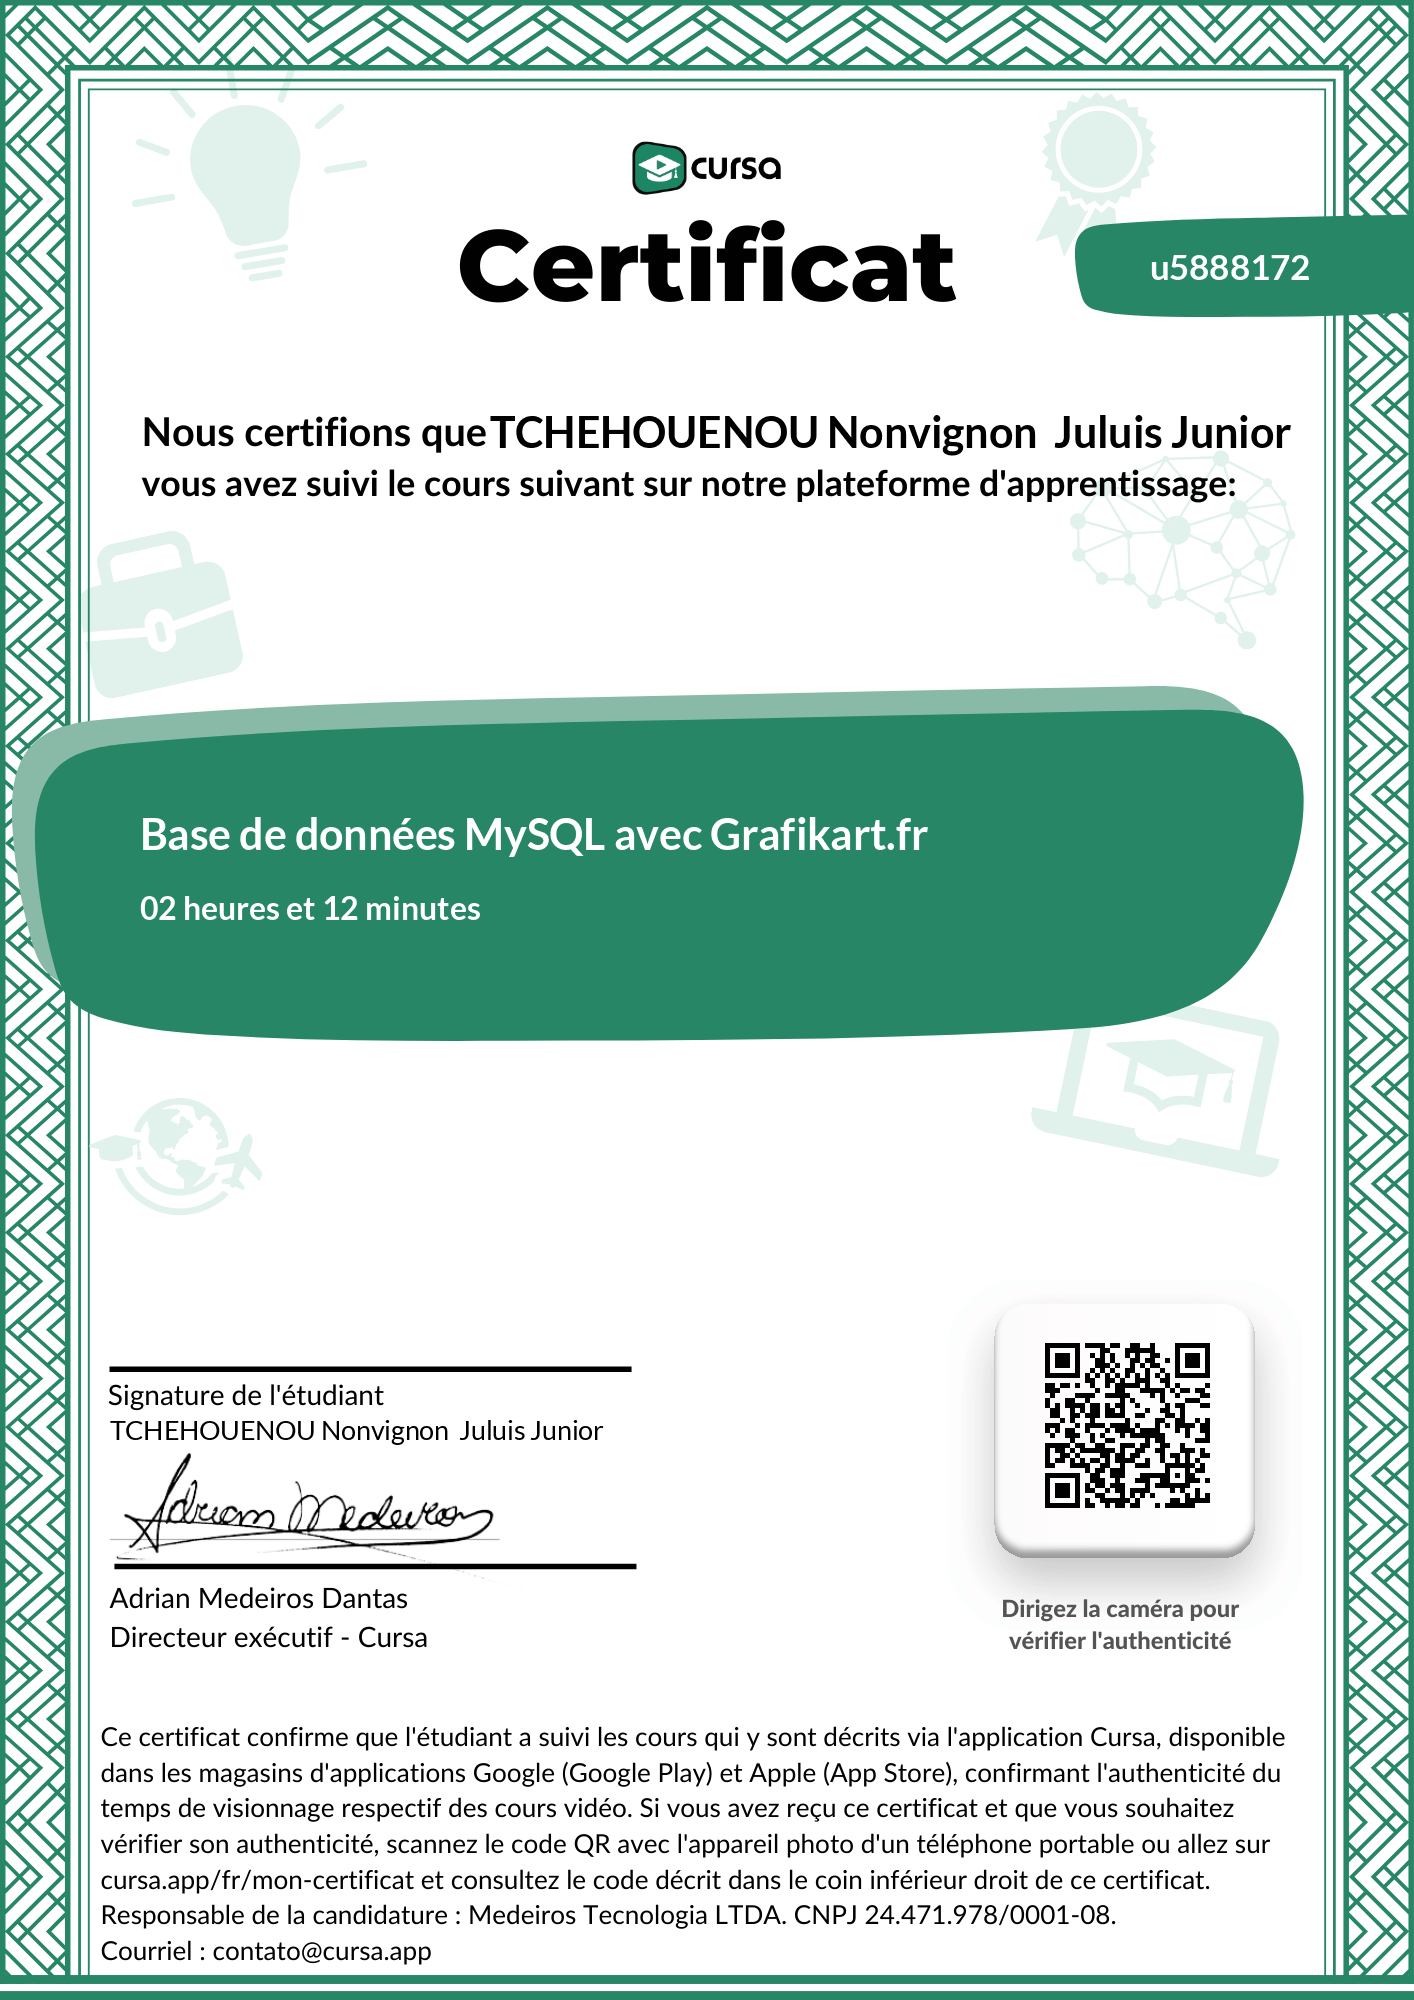 cursa
Certificat
u5888172
Nous certifions que TCHEHOUENOU Nonvignon  Juluis Junior
vous avez suivi le cours suivant sur notre plateforme d'apprentissage:
Base de données MySQL avec Grafikart.fr
02 heures et 12 minutes
Signature de l'étudiant
TCHEHOUENOU Nonvignon  Juluis Junior
Adrian Medeiros
Adrian Medeiros Dantas
Directeur exécutif - Cursa
Dirigez la caméra pour
vérifier l'authenticité
Ce certificat confirme que l'étudiant a suivi les cours qui y sont décrits via l'application Cursa, disponible
dans les magasins d'applications Google (Google Play) et Apple (App Store), confirmant l'authenticité du
temps de visionnage respectif des cours vidéo. Si vous avez reçu ce certificat et que vous souhaitez
vérifier son authenticité, scannez le code QR avec l'appareil photo d'un téléphone portable ou allez sur
cursa.app/fr/mon-certificat et consultez le code décrit dans le coin inférieur droit de ce certificat.
Responsable de la candidature : Medeiros Tecnologia LTDA. CNPJ 24.471.978/0001-08.
Courriel : contato@cursa.app